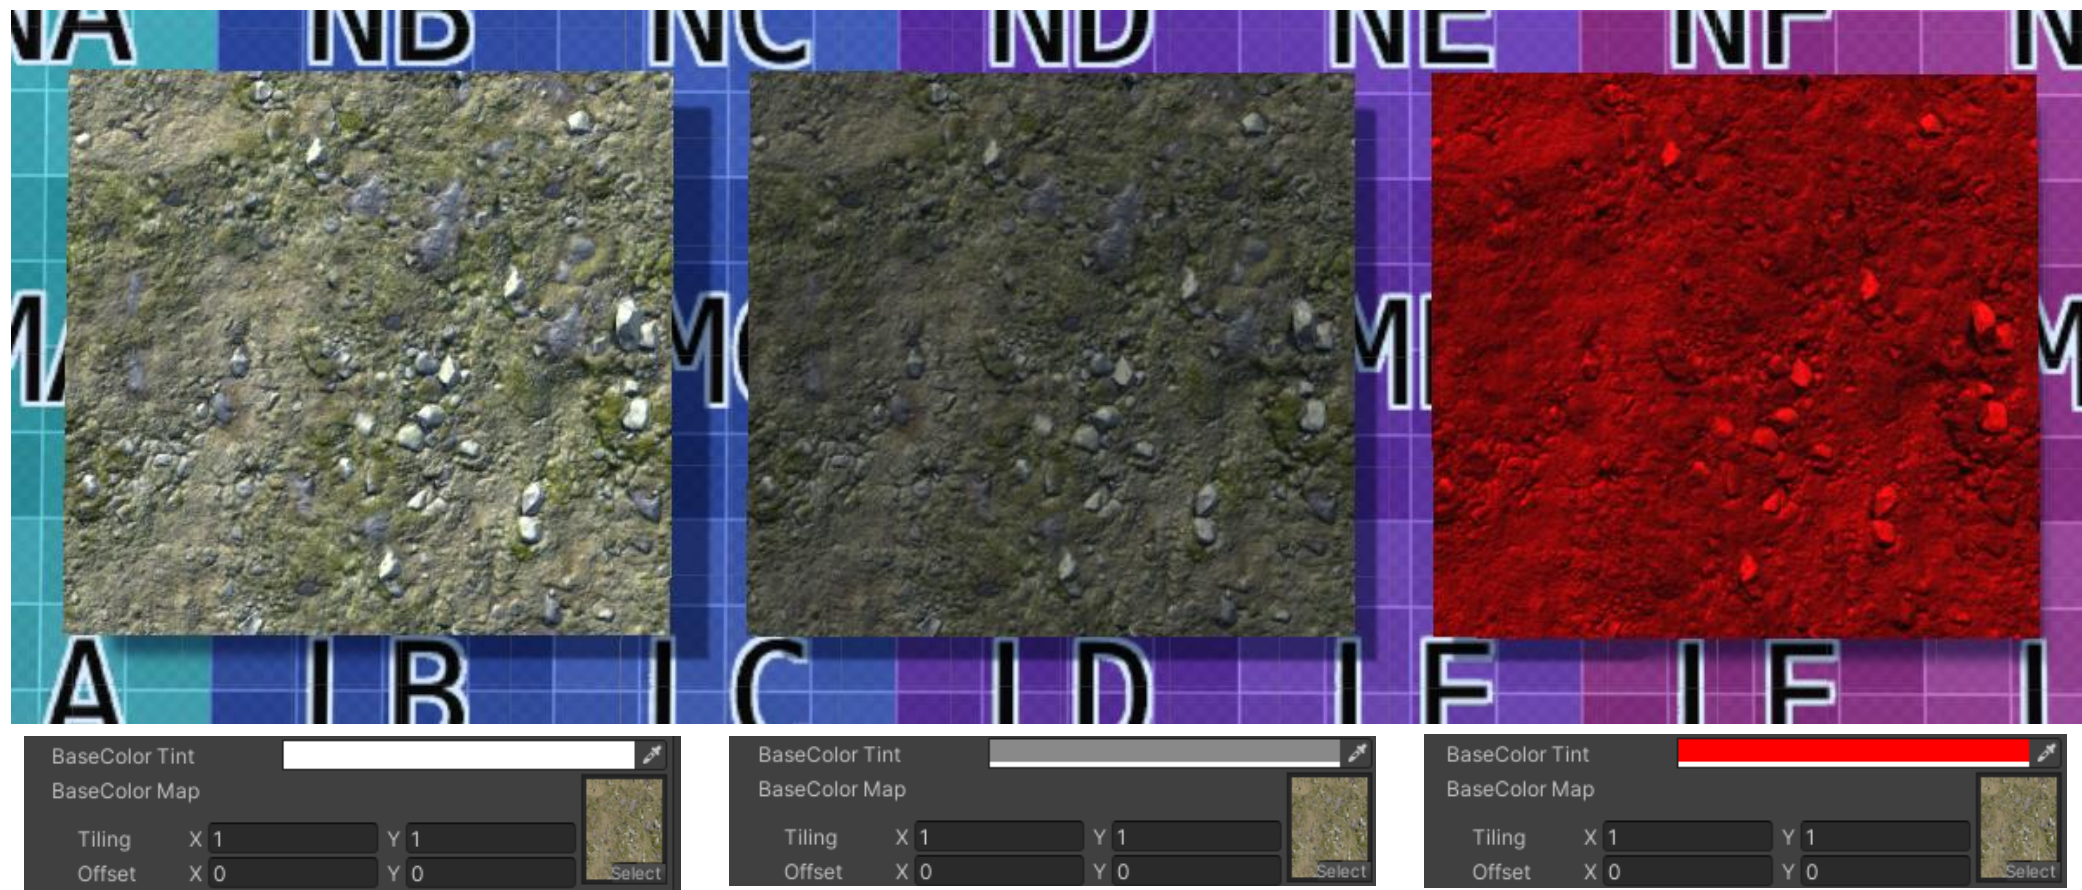 NA NB NC ND NE NF N
M MC M M
A B C D E F
BaseColor Tint
BaseColor Map
Tiling X 1 Y 1
Offset X 0 Y 0
Select
BaseColor Tint
BaseColor Map
Tiling X 1 Y 1
Offset X 0 Y 0
Select
BaseColor Tint
BaseColor Map
Tiling X 1 Y 1
Offset X 0 Y 0
Select